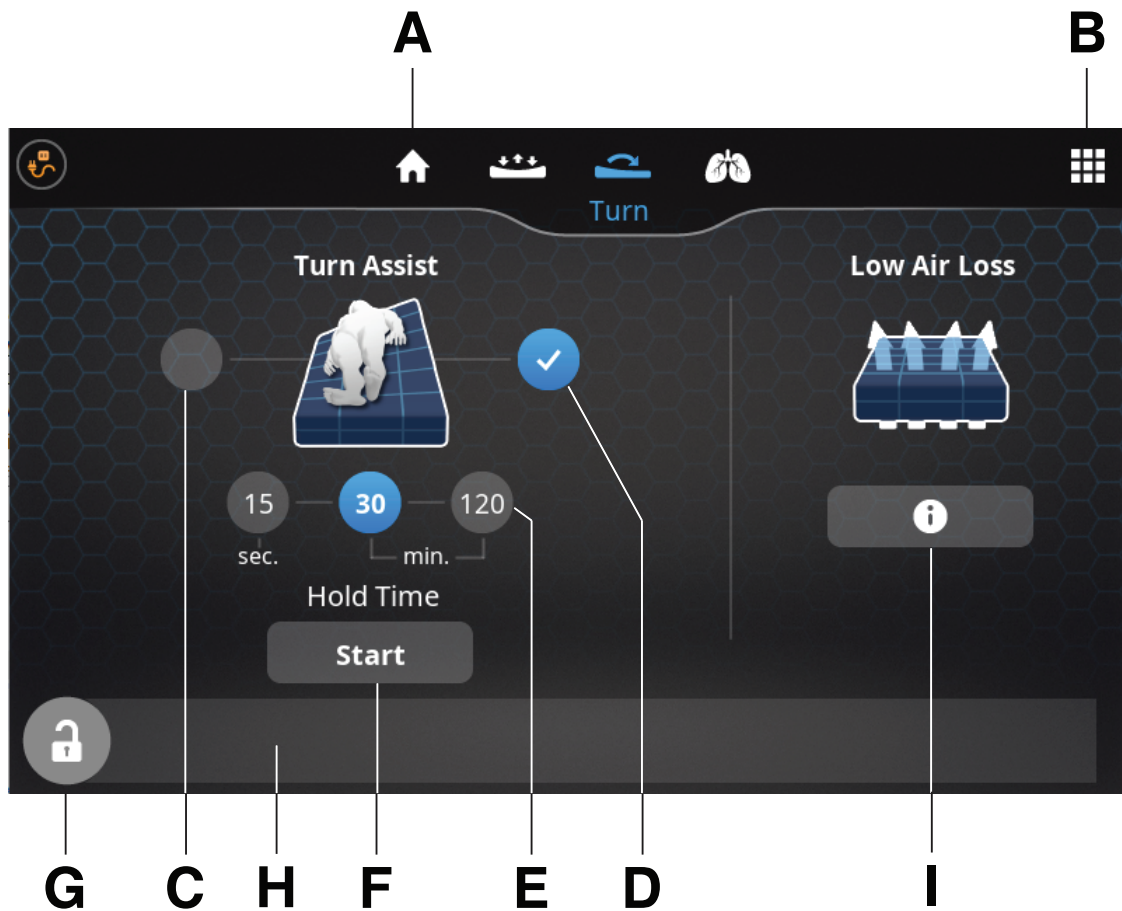 A B
Turn
Turn Assist
Low Air Loss
15 30 120
sec. min.
Hold Time
i
Start
G C H F E D I